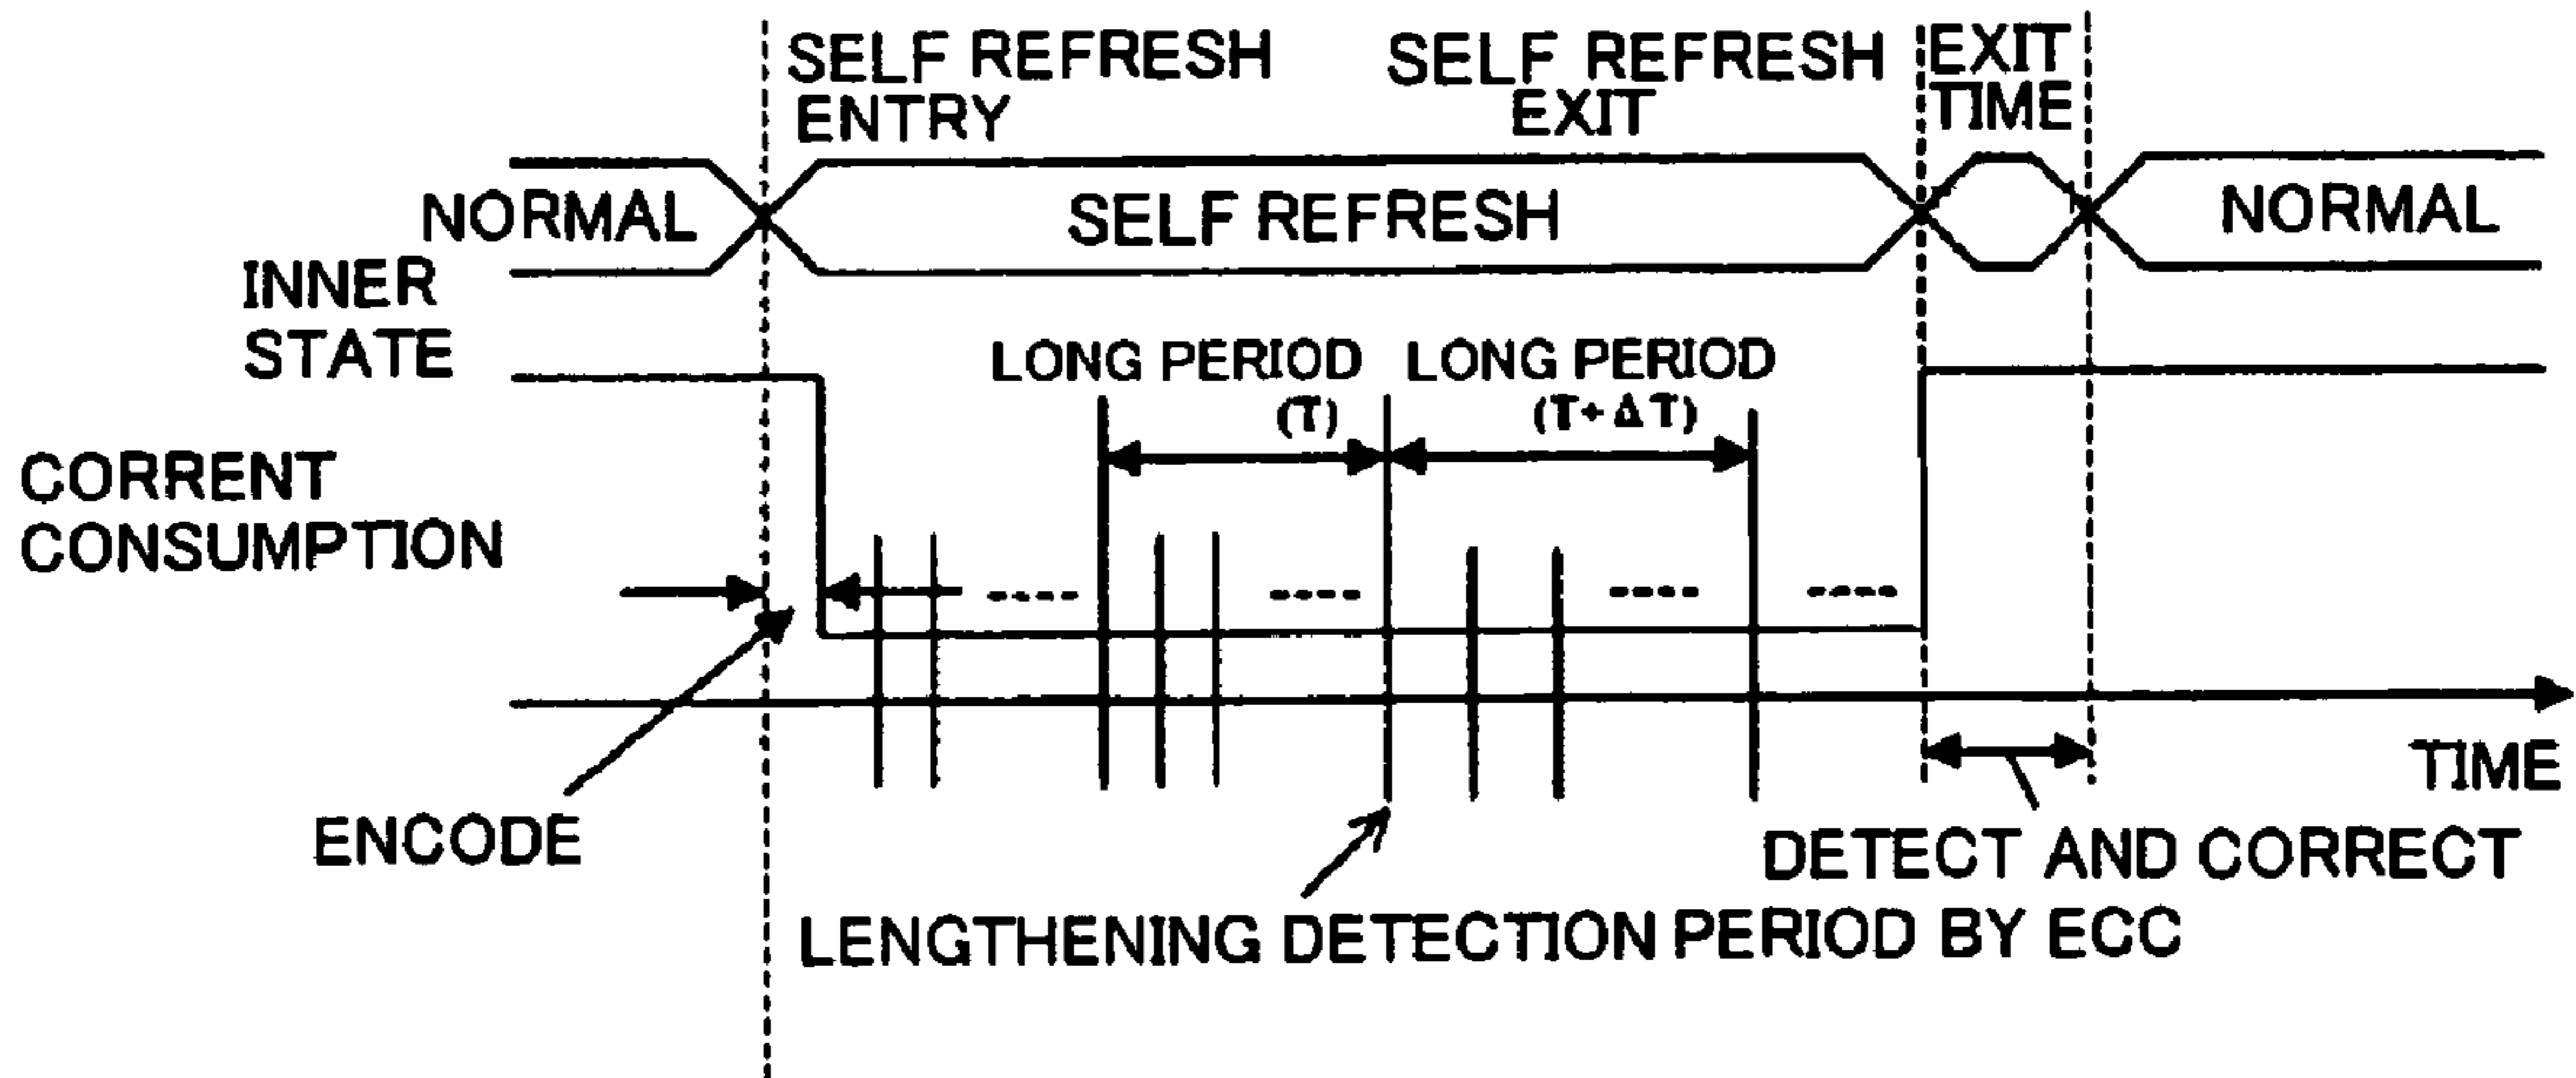 SELF REFRESH
ENTRY
SELF REFRESH
EXIT
EXIT
TIME
NORMAL
SELF REFRESH
NORMAL
INNER
STATE
LONG PERIOD
(T)
LONG PERIOD
(T+ΔT)
CORRENT
CONSUMPTION
TIME
ENCODE
DETECT AND CORRECT
LENGTHENING DETECTION PERIOD BY ECC